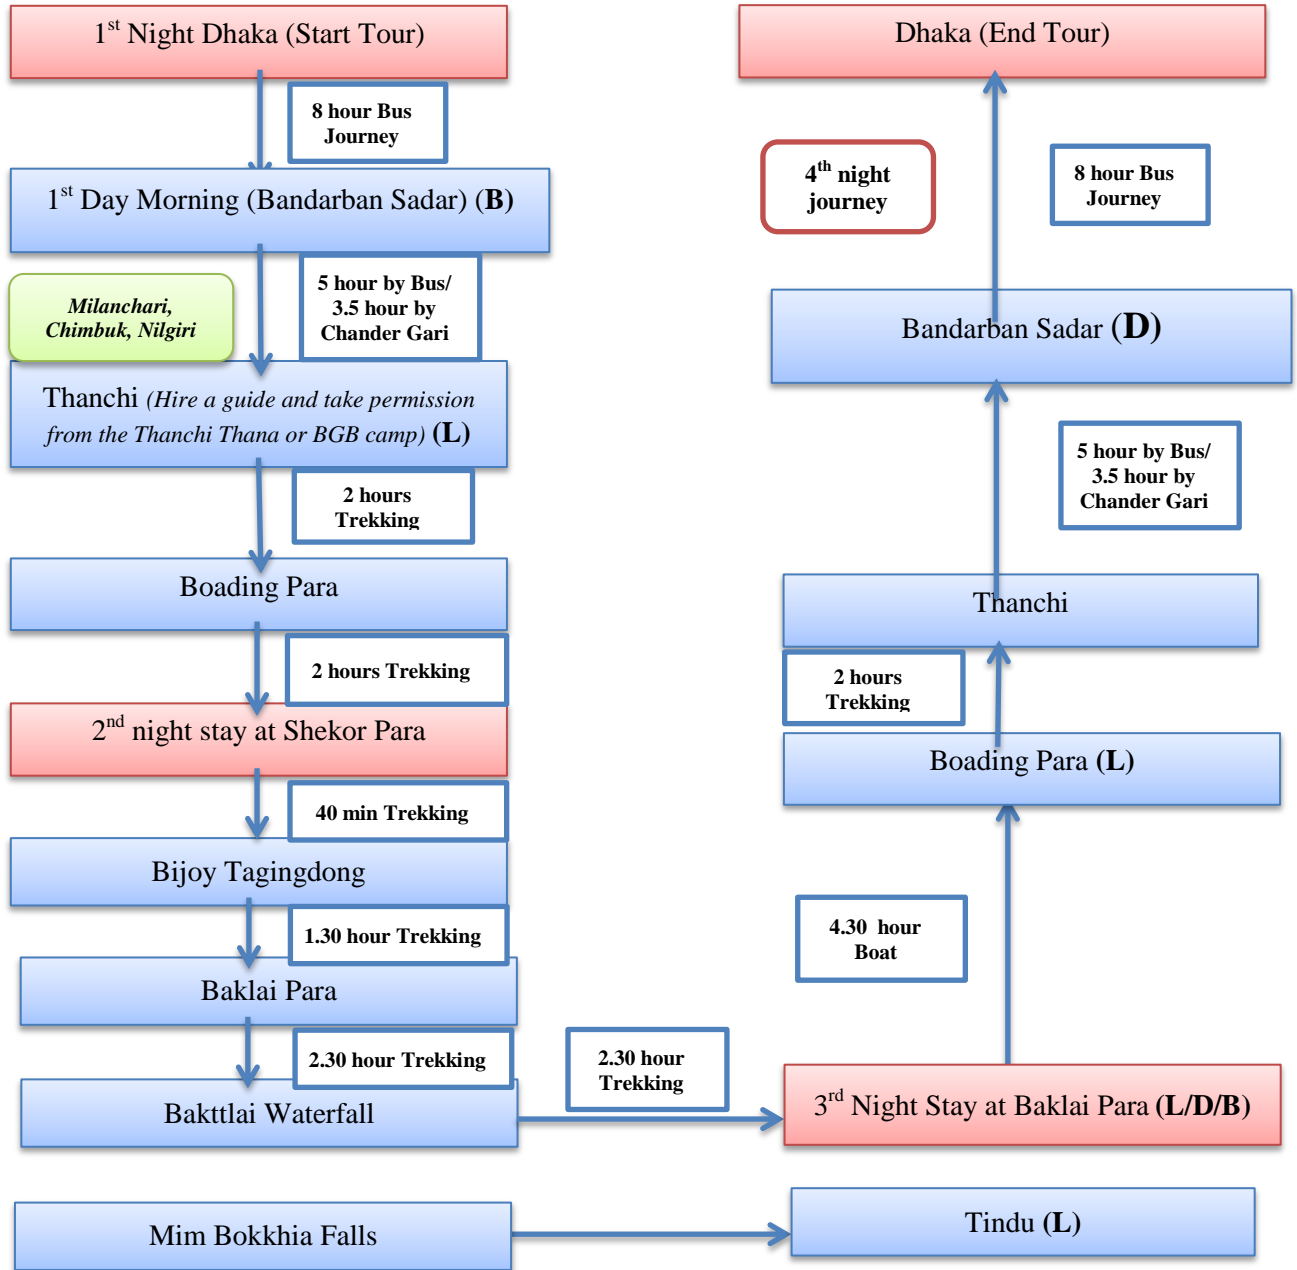 1st Night Dhaka (Start Tour)
8 hour Bus
Journey
1st Day Morning (Bandarban Sadar) (B)
5 hour by Bus/
3.5 hour by
Chander Gari
Milanchari,
Chimbuk, Nilgiri
Thanchi (Hire a guide and take permission
from the Thanchi Thana or BGB camp) (L)
2 hours
Trekking
Boading Para
2 hours Trekking
2nd night stay at Shekor Para
40 min Trekking
Bijoy Tagingdong
1.30 hour Trekking
Baklai Para
2.30 hour Trekking
Bakttlai Waterfall
2.30 hour
Trekking
3rd Night Stay at Baklai Para (L/D/B)
4.30 hour
Boat
Boading Para (L)
2 hours
Trekking
Thanchi
5 hour by Bus/
3.5 hour by
Chander Gari
Bandarban Sadar (D)
4th night
journey
8 hour Bus
Journey
Dhaka (End Tour)
Mim Bokkhia Falls
Tindu (L)